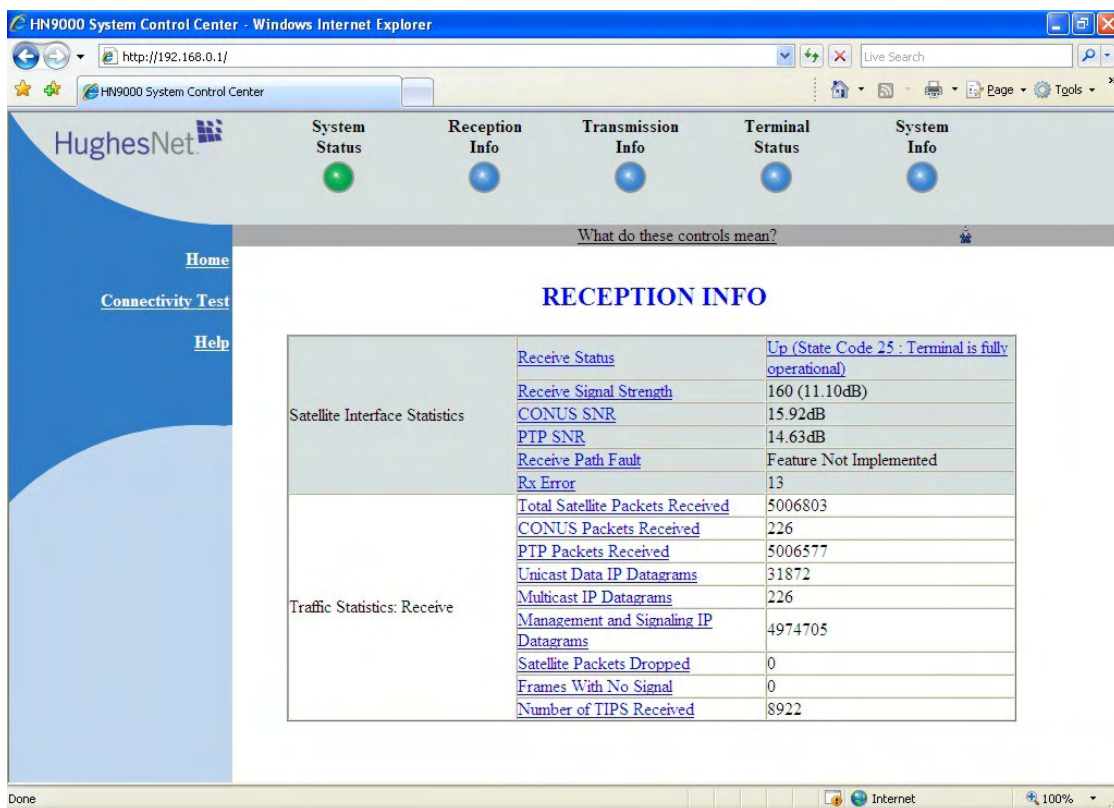 HN9000 System Control Center - Windows Internet Explorer
http://192.168.0.1/
Live Search
HN9000 System Control Center
Page
Tools
»
HughesNet
System
Status
Reception
Info
Transmission
Info
Terminal
Status
System
Info
What do these controls mean?
Home
Connectivity Test
Help
RECEPTION INFO
Satellite Interface Statistics
Receive Status
Up (State Code 25 : Terminal is fully
operational)
Receive Signal Strength
160 (11.10dB)
CONUS SNR
15.92dB
PTP SNR
14.63dB
Receive Path Fault
Feature Not Implemented
Rx Error
13
Traffic Statistics: Receive
Total Satellite Packets Received
5006803
CONUS Packets Received
226
PTP Packets Received
5006577
Unicast Data IP Datagrams
31872
Multicast IP Datagrams
226
Management and Signaling IP
Datagrams
4974705
Satellite Packets Dropped
0
Frames With No Signal
0
Number of TIPS Received
8922
Done
Internet
100%